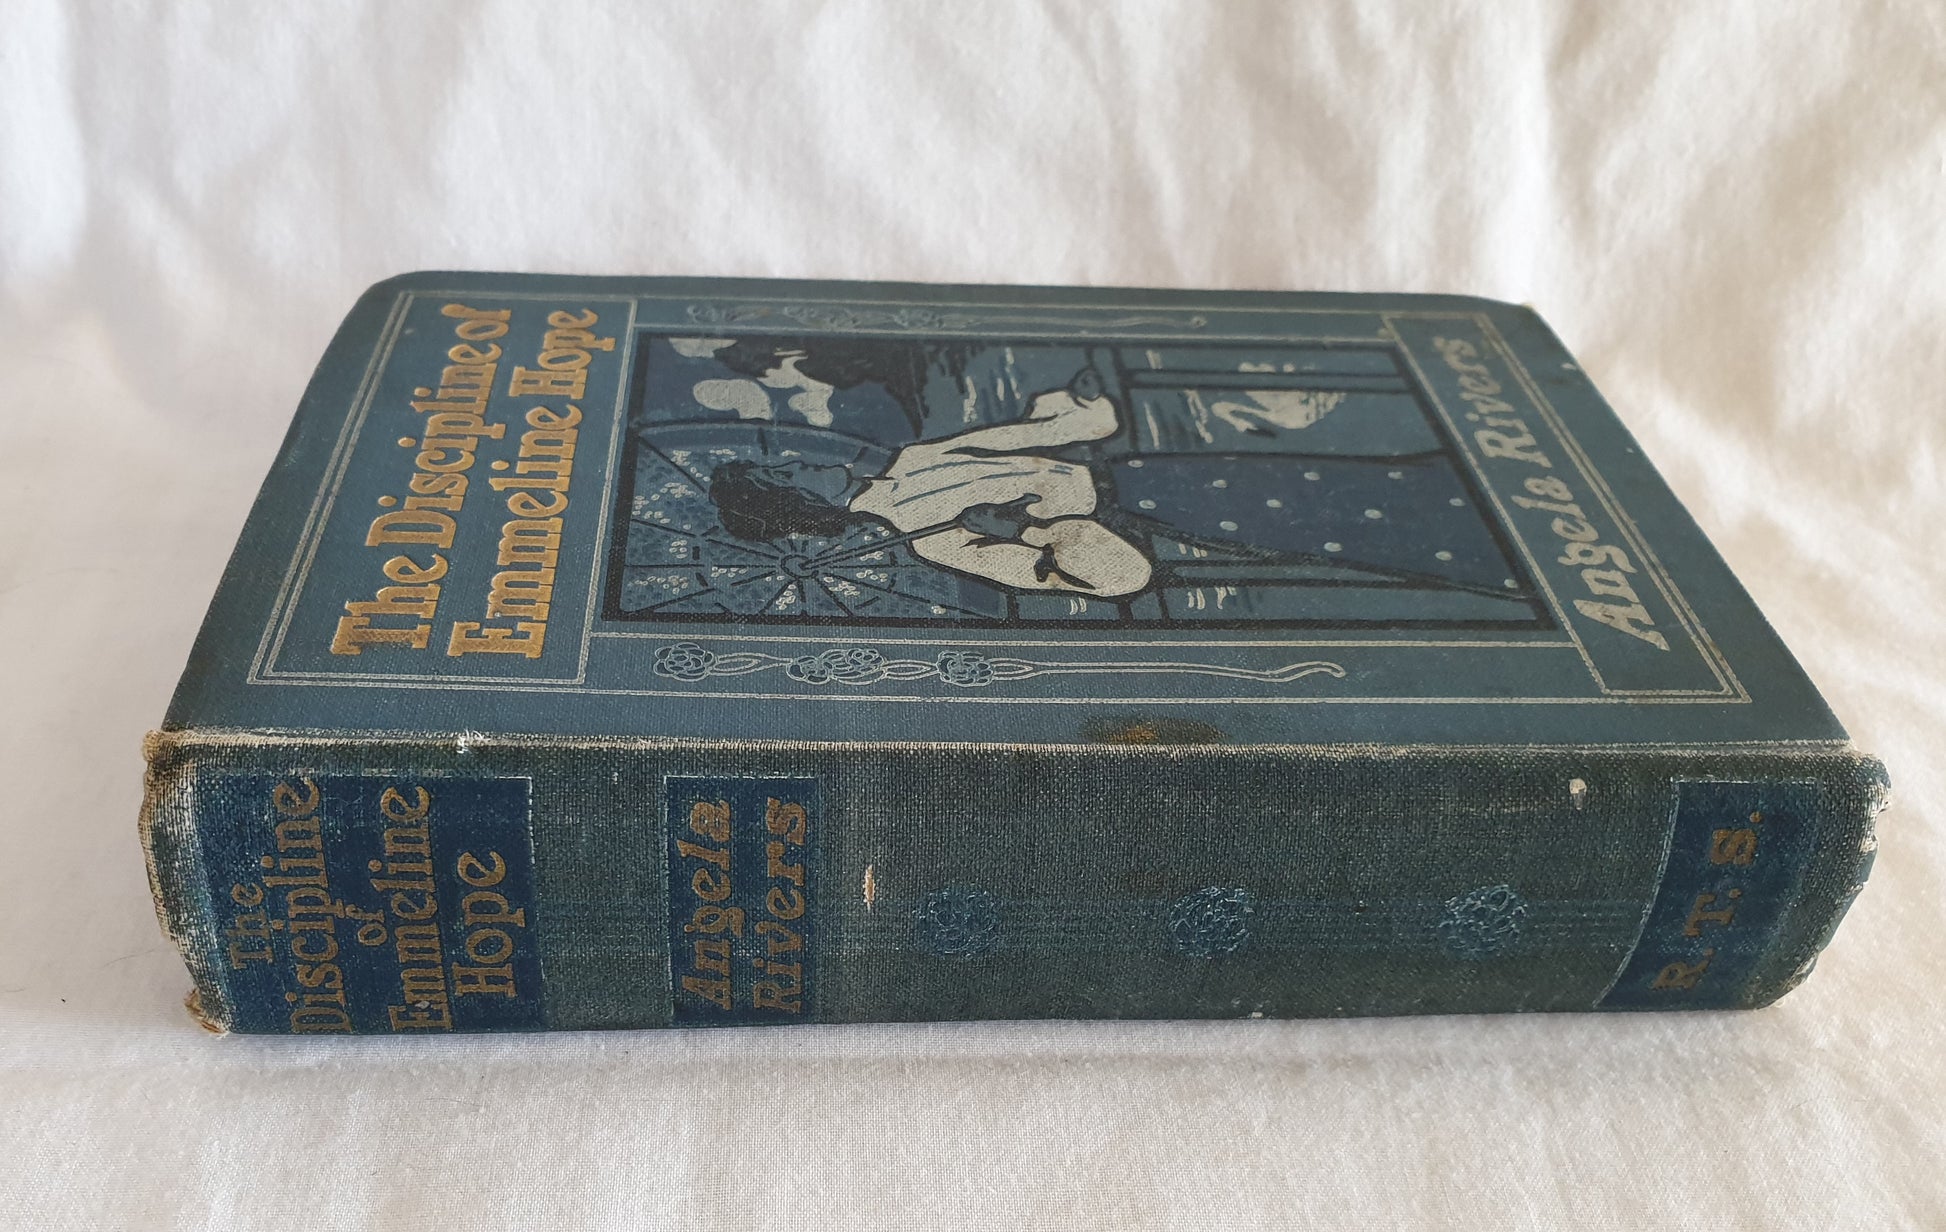 The Discipline of
Emmeline Hope
Angela Rivers
The
Discipline
of
Emmeline
Hope
Angela
Rivers
R. T. S.